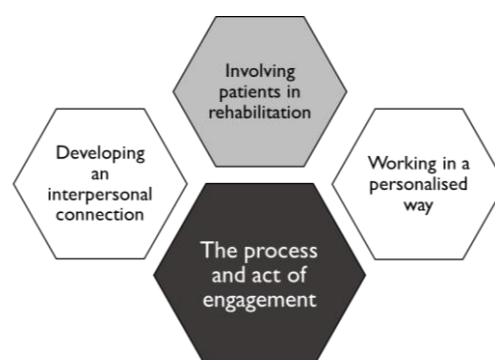 Involving
patients in
rehabilitation
Developing
an
interpersonal
connection
Working in a
personalised
way
The process
and act of
engagement